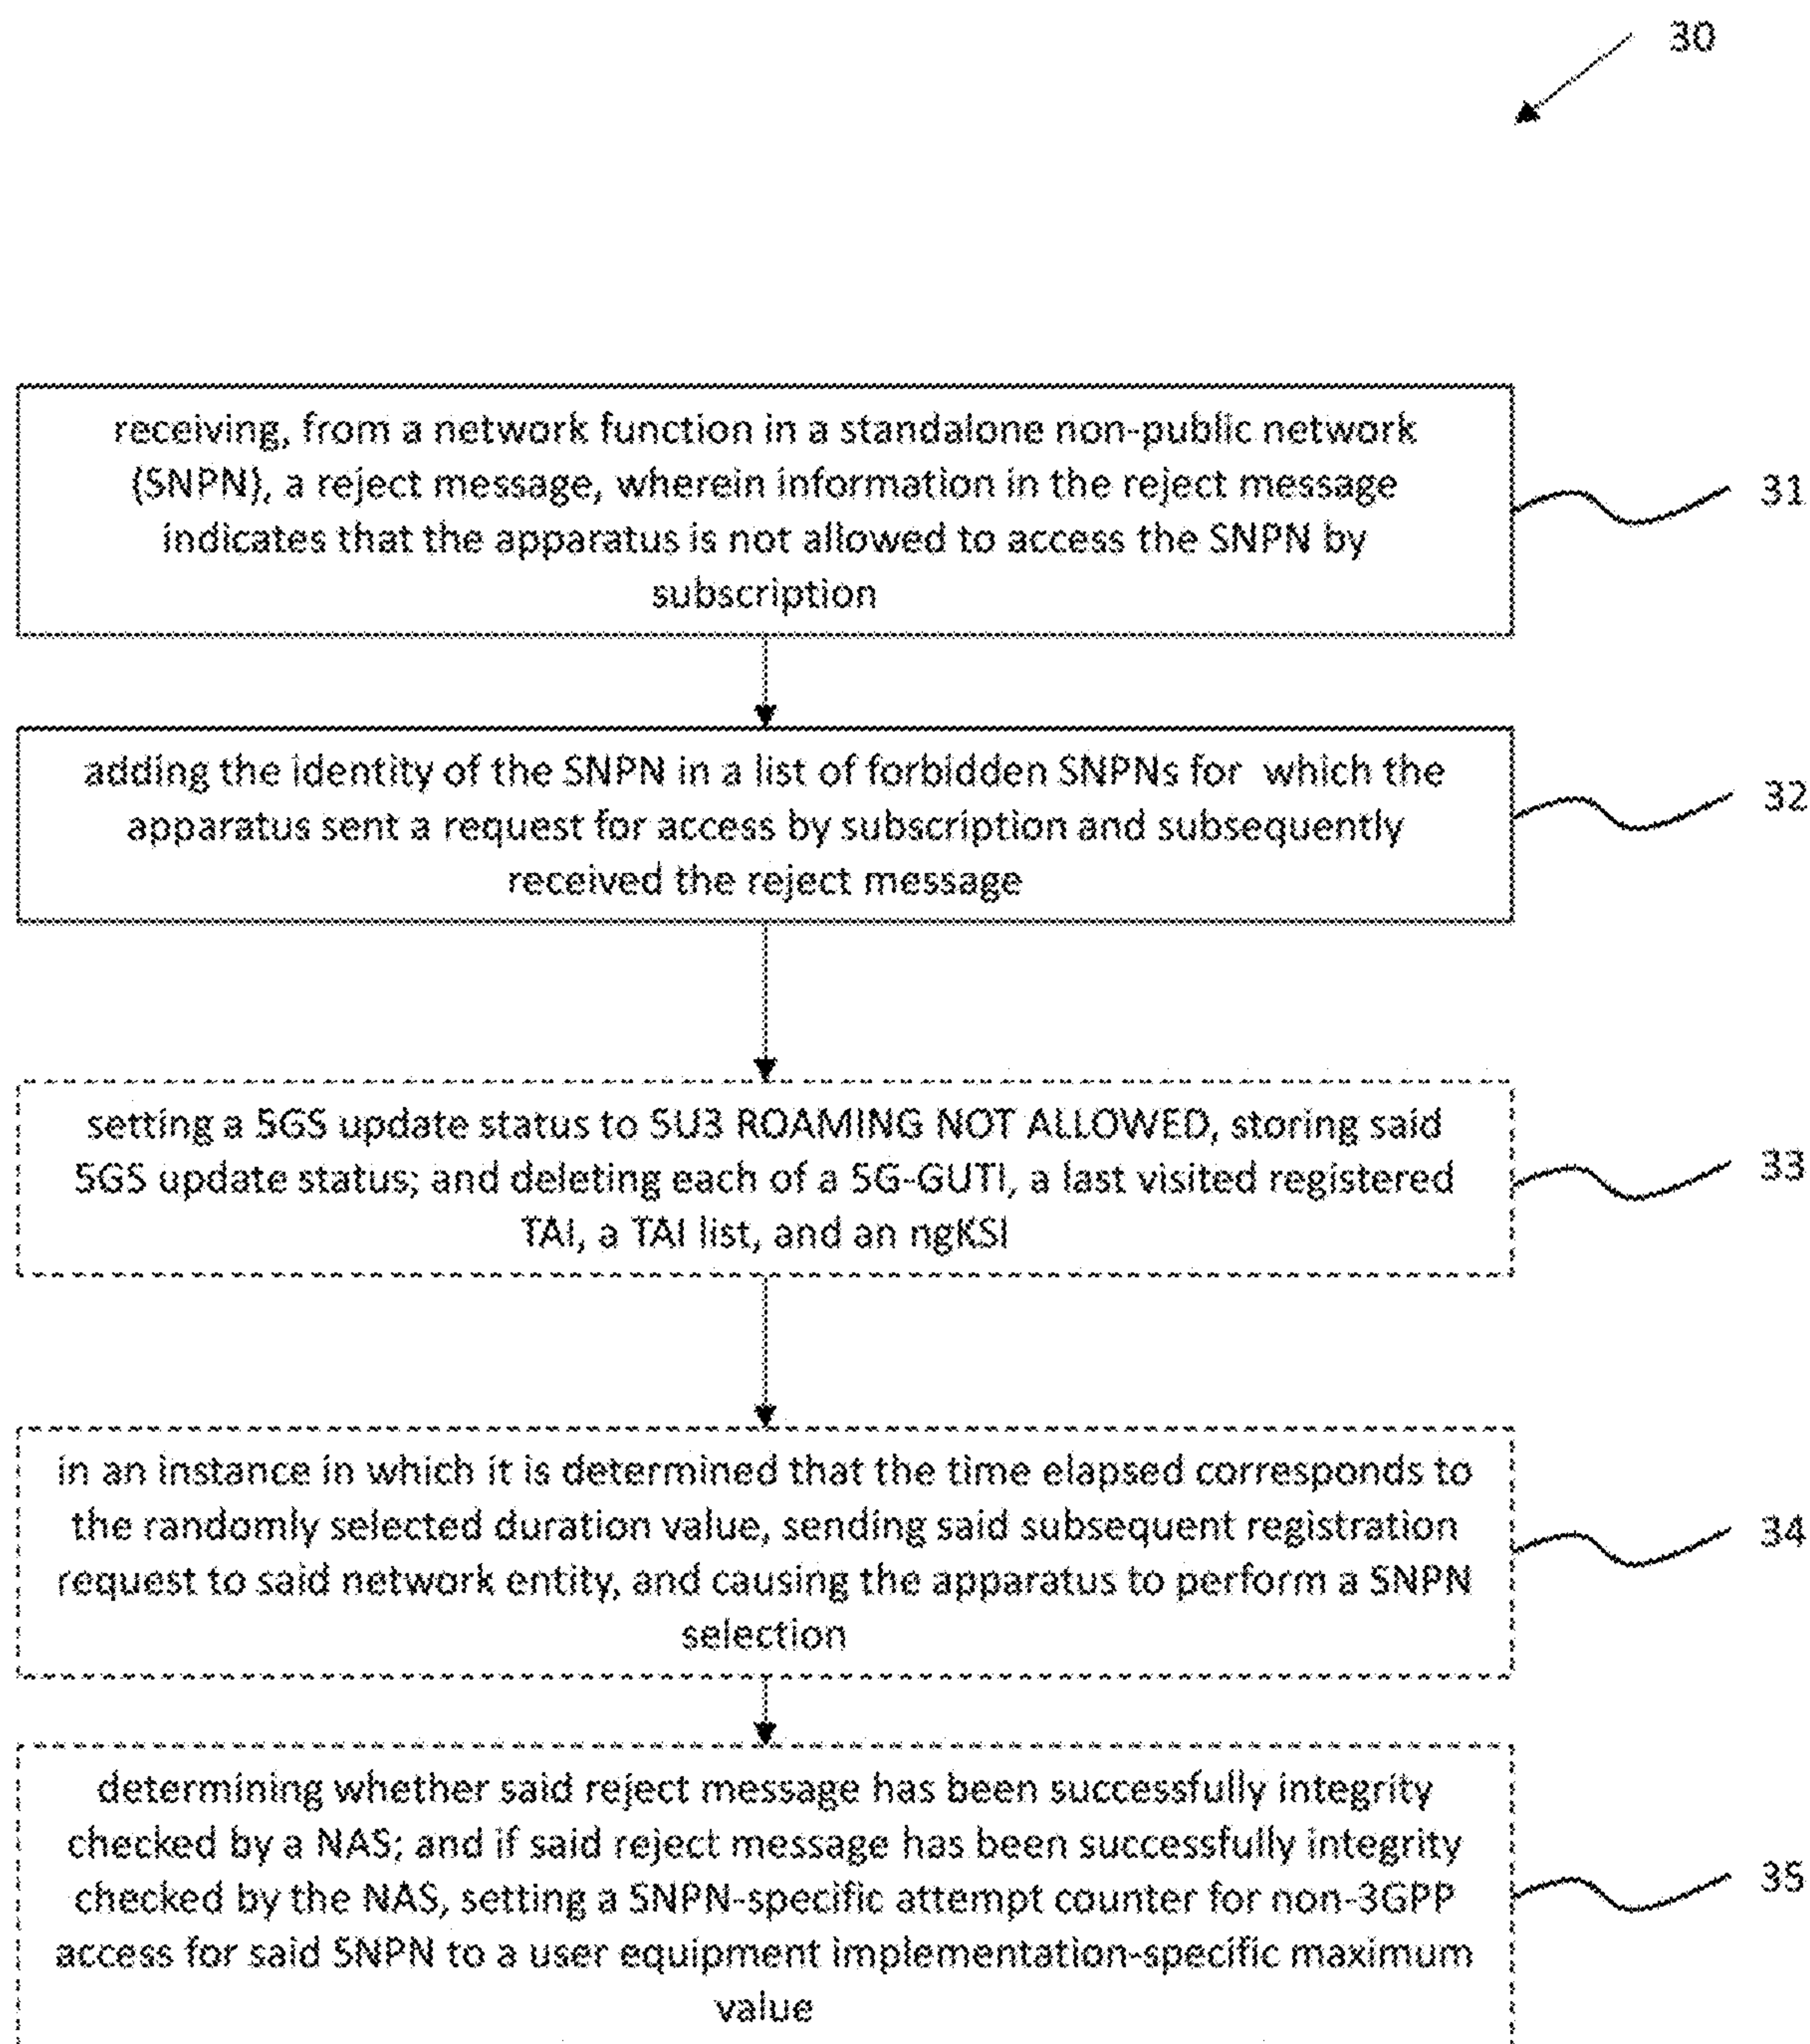 30
receiving, from a network function in a standalone non-public network
(SNPN), a reject message, wherein information in the reject message
indicates that the apparatus is not allowed to access the SNPN by
subscription
31
adding the identity of the SNPN in a list of forbidden SNPNs for which the
apparatus sent a request for access by subscription and subsequently
received the reject message
32
setting a 5GS update status to 5U3 ROAMING NOT ALLOWED, storing said
5GS update status; and deleting each of a 5G-GUTI, a last visited registered
TAI, a TAI list, and an ngKSI
33
in an instance in which it is determined that the time elapsed corresponds to
the randomly selected duration value, sending said subsequent registration
request to said network entity, and causing the apparatus to perform a SNPN
selection
34
determining whether said reject message has been successfully integrity
checked by a NAS; and if said reject message has been successfully integrity
checked by the NAS, setting a SNPN-specific attempt counter for non-3GPP
access for said SNPN to a user equipment implementation-specific maximum
value
35